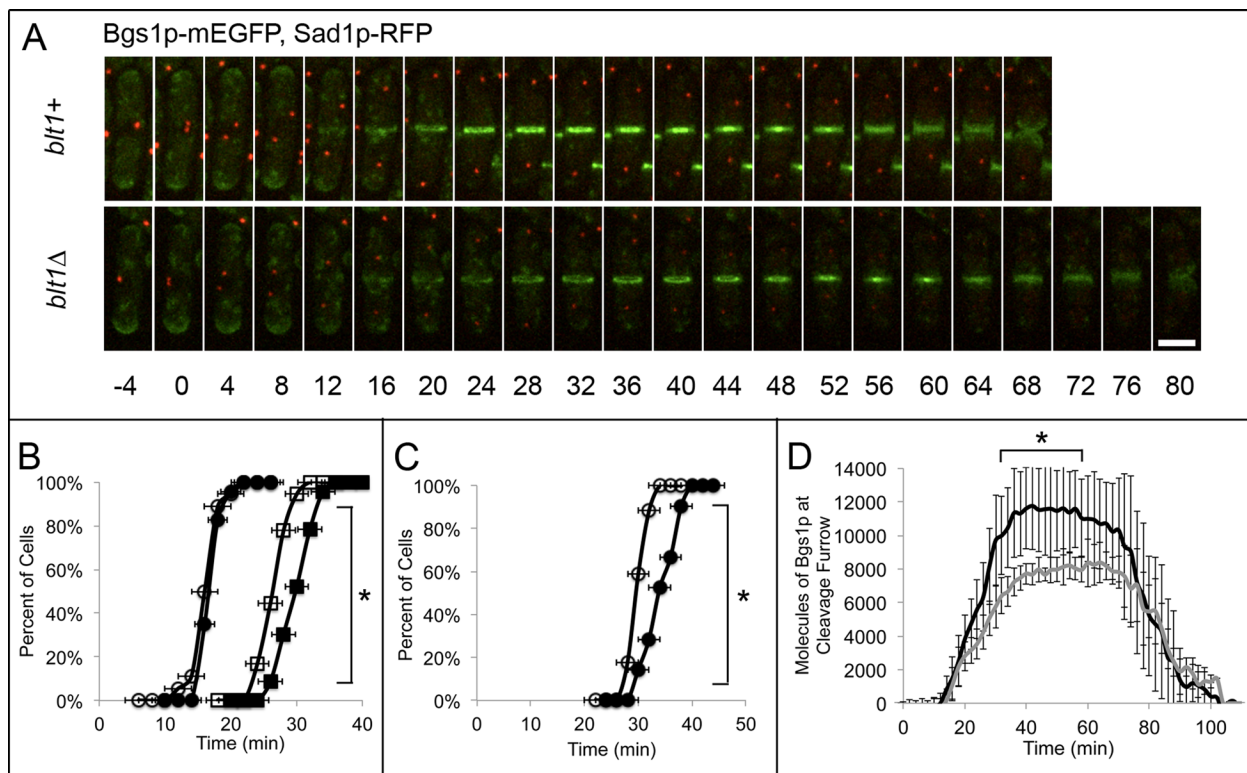 A
Bgs1p-mEGFP, Sad1p-RFP
blt1+
blt1Δ
-4 0 4 8 12 16 20 24 28 32 36 40 44 48 52 56 60 64 68 72 76 80
B
100%
80%
60%
40%
20%
0%
Percent of Cells
*
0 10 20 30 40
Time (min)
C
100%
80%
60%
40%
20%
0%
Percent of Cells
*
0 10 20 30 40 50
Time (min)
D
*
14000
12000
10000
8000
6000
4000
2000
0
Molecules of Bgs1p at
Cleavage Furrow
0 20 40 60 80 100
Time (min)